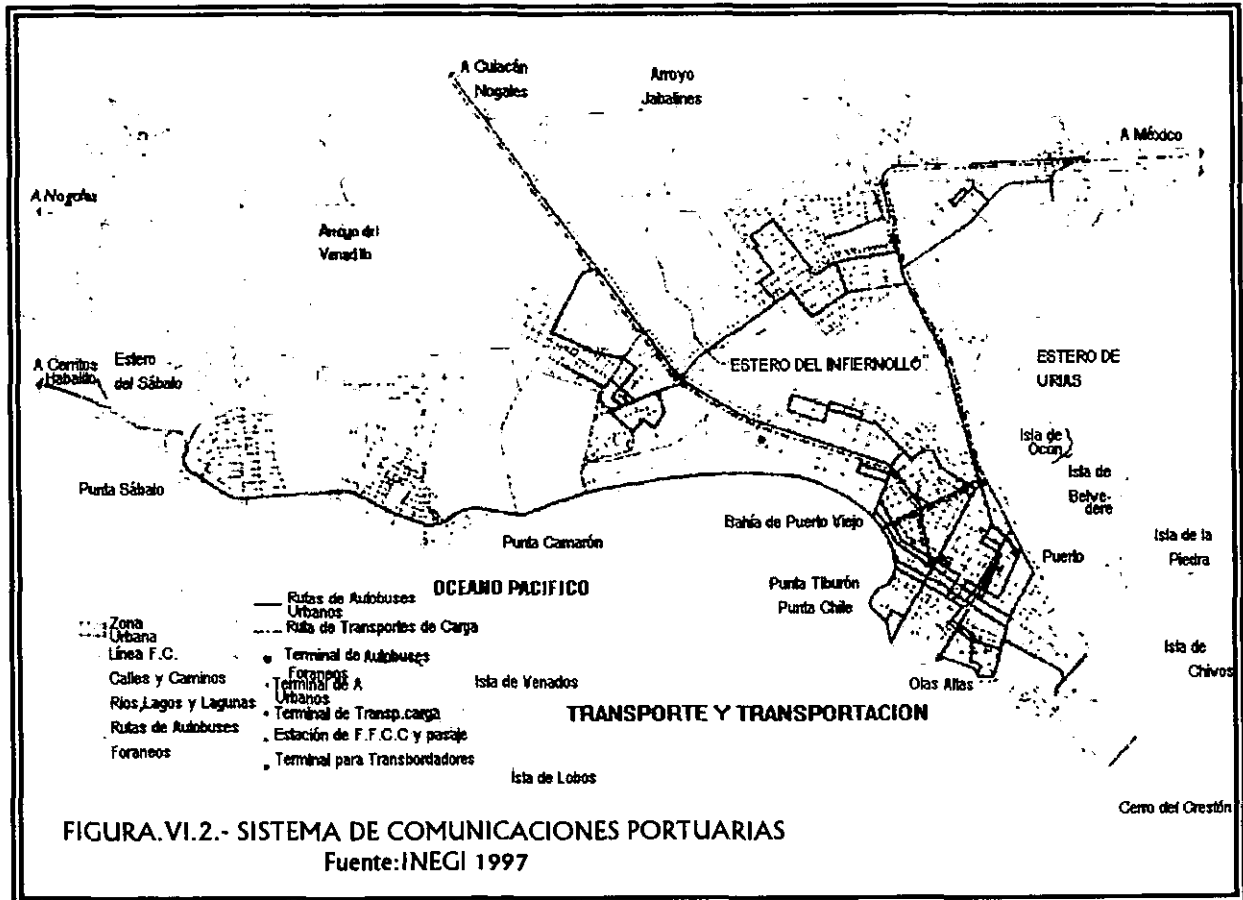 A Culacán
Nogales
Arroyo
Jabalines
A México
A Nogales
Arroyo del
Venadillo
A Cerritos
Habalito
Estero
del Sábalo
ESTERO DEL INFIERNOLLO
ESTERO DE
URIAS
Isla de
Ocón
Isla de
Belve-
dere
Punta Sábalo
Bahía de Puerto Viejo
Puerto
Isla de la
Piedra
Punta Camarón
OCEANO PACIFICO
Punta Tiburón
Punta Chile
Isla de
Chivos
Olas Altas
Zona
Urbana
Línea F.C.
Calles y Caminos
Rios,Lagos y Lagunas
Rutas de Autobuses
Foraneos
Rutas de Autobuses
Urbanos
Ruta de Transportes de Carga
Terminal de Autobuses
Foraneos
Terminal de A
Urbanos
Terminal de Transp.carga
Estación de F.F.C.C y pasaje
Terminal para Transbordadores
Isla de Venados
TRANSPORTE Y TRANSPORTACION
Isla de Lobos
Cerro del Crestón
FIGURA.VI.2.- SISTEMA DE COMUNICACIONES PORTUARIAS
Fuente:INEGI 1997